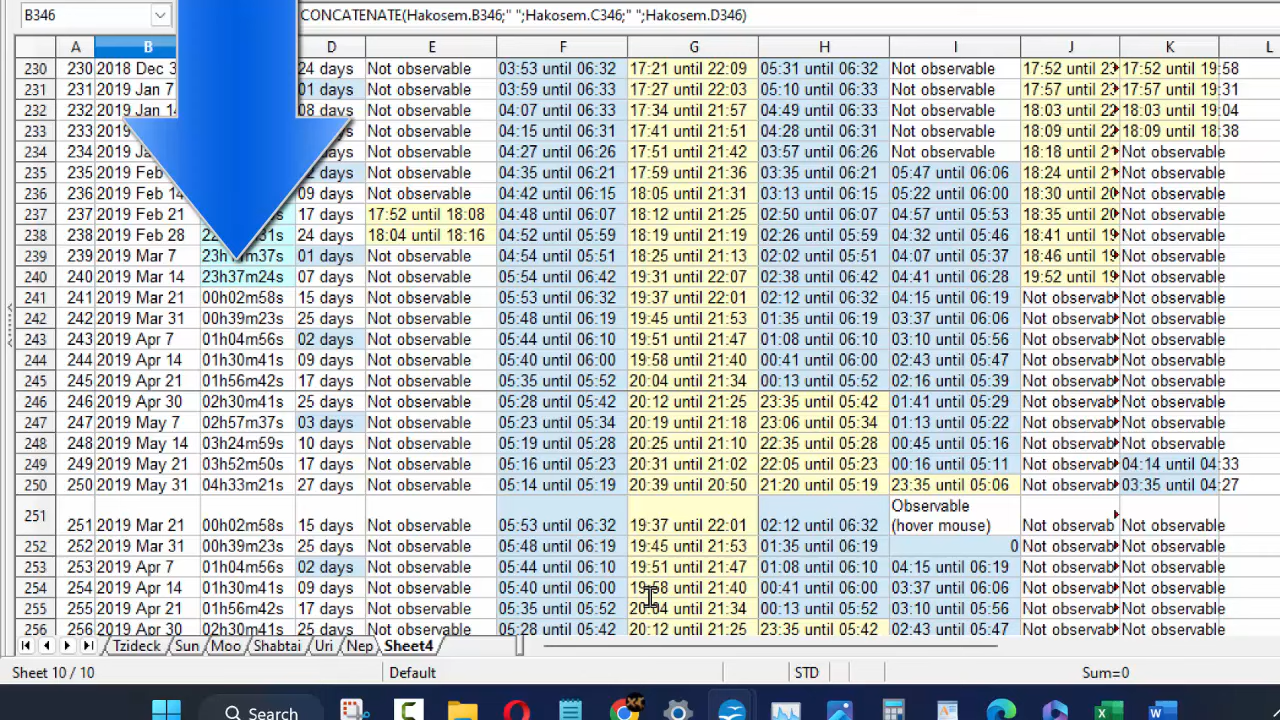 B346 CONCATENATE(Hakosem.B346;" ";Hakosem.C346;" ";Hakosem.D346)
A B D E F G H I J K L
230 230 2018 Dec 3 24 days Not observable 03:53 until 06:32 17:21 until 22:09 05:31 until 06:32 Not observable 17:52 until 17:52 until 19:58
231 231 2019 Jan 7 01 days Not observable 03:59 until 06:33 17:27 until 22:03 05:10 until 06:33 Not observable 17:57 until 17:57 until 19:31
232 232 2019 Jan 14 08 days Not observable 04:07 until 06:33 17:34 until 21:57 04:49 until 06:33 Not observable 18:03 until 18:03 until 19:04
233 233 2019 days Not observable 04:15 until 06:31 17:41 until 21:51 04:28 until 06:31 Not observable 18:09 until 18:09 until 18:38
234 234 2019 days Not observable 04:27 until 06:26 17:51 until 21:42 03:57 until 06:26 Not observable 18:18 until Not observable
235 235 2019 Feb days Not observable 04:35 until 06:21 17:59 until 21:36 03:35 until 06:21 05:47 until 06:06 18:24 until Not observable
236 236 2019 Feb 14 09 days Not observable 04:42 until 06:15 18:05 until 21:31 03:13 until 06:15 05:22 until 06:00 18:30 until Not observable
237 237 2019 Feb 21 17 days 17:52 until 18:08 04:48 until 06:07 18:12 until 21:25 02:50 until 06:07 04:57 until 05:53 18:35 until Not observable
238 238 2019 Feb 28 24 days 18:04 until 18:16 04:52 until 05:59 18:19 until 21:19 02:26 until 05:59 04:32 until 05:46 18:41 until Not observable
239 239 2019 Mar 7 01 days Not observable 04:54 until 05:51 18:25 until 21:13 02:02 until 05:51 04:07 until 05:37 18:46 until Not observable
240 240 2019 Mar 14 23h37m24s 07 days Not observable 05:54 until 06:42 19:31 until 22:07 02:38 until 06:42 04:41 until 06:28 19:52 until Not observable
241 241 2019 Mar 21 00h02m58s 15 days Not observable 05:53 until 06:32 19:37 until 22:01 02:12 until 06:32 04:15 until 06:19 Not observab Not observable
242 242 2019 Mar 31 00h39m23s 25 days Not observable 05:48 until 06:19 19:45 until 21:53 01:35 until 06:19 03:37 until 06:06 Not observab Not observable
243 243 2019 Apr 7 01h04m56s 02 days Not observable 05:44 until 06:10 19:51 until 21:47 01:08 until 06:10 03:10 until 05:56 Not observab Not observable
244 244 2019 Apr 14 01h30m41s 09 days Not observable 05:40 until 06:00 19:58 until 21:40 00:41 until 06:00 02:43 until 05:47 Not observab Not observable
245 245 2019 Apr 21 01h56m42s 17 days Not observable 05:35 until 05:52 20:04 until 21:34 00:13 until 05:52 02:16 until 05:39 Not observab Not observable
246 246 2019 Apr 30 02h30m41s 25 days Not observable 05:28 until 05:42 20:12 until 21:25 23:35 until 05:42 01:41 until 05:29 Not observab Not observable
247 247 2019 May 7 02h57m37s 03 days Not observable 05:23 until 05:34 20:19 until 21:18 23:06 until 05:34 01:13 until 05:22 Not observab Not observable
248 248 2019 May 14 03h24m59s 10 days Not observable 05:19 until 05:28 20:25 until 21:10 22:35 until 05:28 00:45 until 05:16 Not observab Not observable
249 249 2019 May 21 03h52m50s 17 days Not observable 05:16 until 05:23 20:31 until 21:02 22:05 until 05:23 00:16 until 05:11 Not observab 04:14 until 04:33
250 250 2019 May 31 04h33m21s 27 days Not observable 05:14 until 05:19 20:39 until 20:50 21:20 until 05:19 23:35 until 05:06 Not observab 03:35 until 04:27
Observable
251 251 2019 Mar 21 00h02m58s 15 days Not observable 05:53 until 06:32 19:37 until 22:01 02:12 until 06:32 (hover mouse) Not observab Not observable
252 252 2019 Mar 31 00h39m23s 25 days Not observable 05:48 until 06:19 19:45 until 21:53 01:35 until 06:19 0 Not observab Not observable
253 253 2019 Apr 7 01h04m56s 02 days Not observable 05:44 until 06:10 19:51 until 21:47 01:08 until 06:10 04:15 until 06:19 Not observab Not observable
254 254 2019 Apr 14 01h30m41s 09 days Not observable 05:40 until 06:00 19:58 until 21:40 00:41 until 06:00 03:37 until 06:06 Not observab Not observable
255 255 2019 Apr 21 01h56m42s 17 days Not observable 05:35 until 05:52 20:04 until 21:34 00:13 until 05:52 03:10 until 05:56 Not observab Not observable
256 256 2019 Apr 30 02h30m41s 25 days Not observable 05:28 until 05:42 20:12 until 21:25 23:35 until 05:42 02:43 until 05:47 Not observab Not observable
Tzideck Sun Moo Shabtai Uri Nep Sheet4
Sheet 10 / 10 Default STD Sum=0
Search